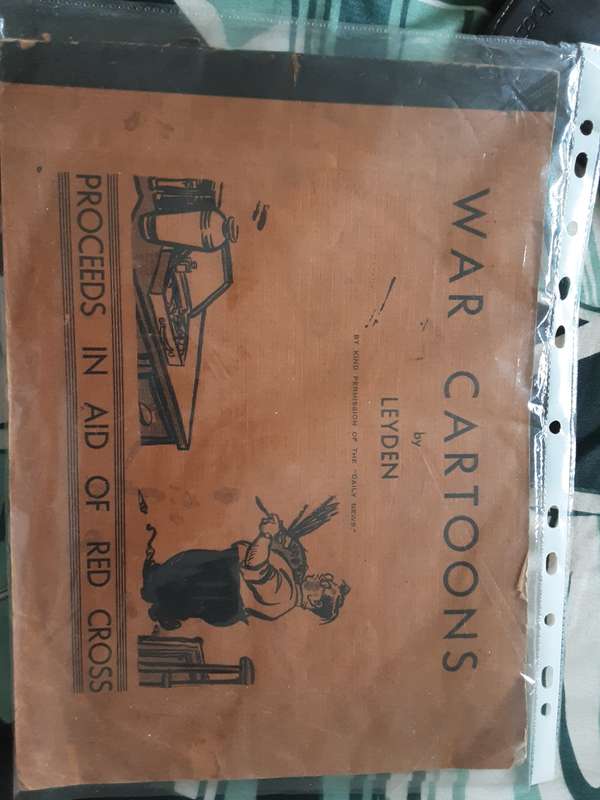 WAR CARTOONS
by
LEYDEN
BY KIND PERMISSION OF THE "DAILY NEWS"
PROCEEDS IN AID OF RED CROSS